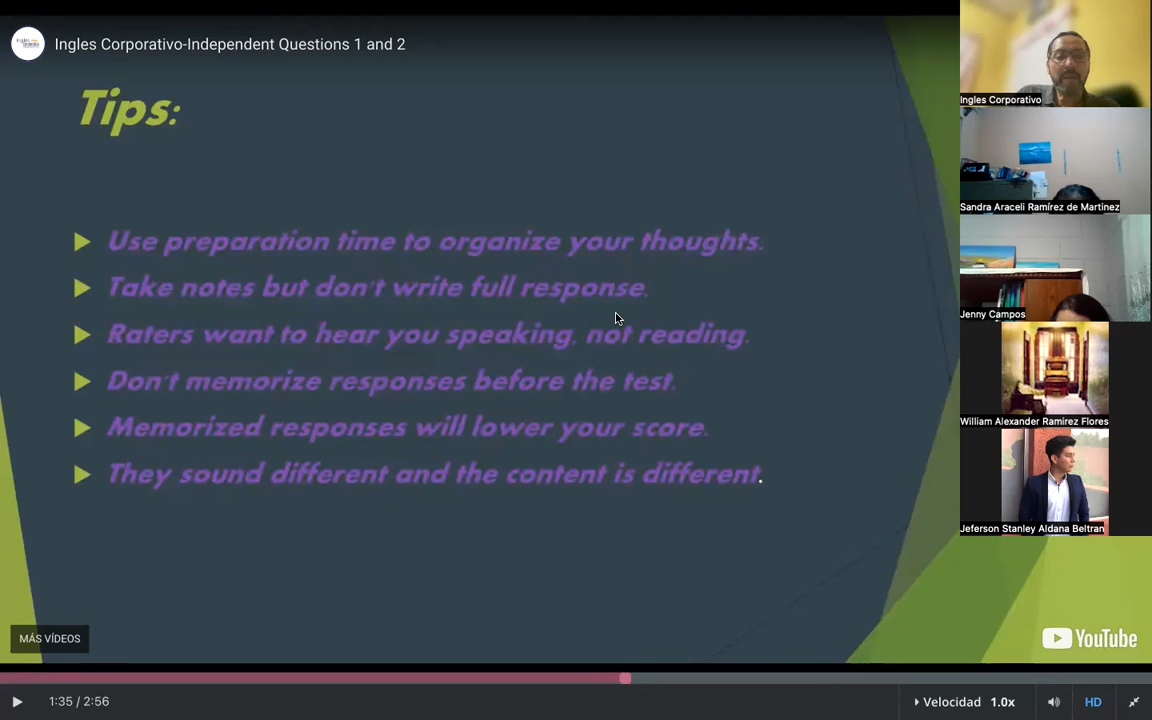 Ingles Corporativo-Independent Questions 1 and 2
Tips:
Use preparation time to organize your thoughts.
Take notes but don't write full response.
Raters want to hear you speaking, not reading.
Don't memorize responses before the test.
Memorized responses will lower your score.
They sound different and the content is different.
Ingles Corporativo
Sandra Araceli Ramírez de Martinez
Jenny Campos
William Alexander Ramirez Flores
Jeferson Stanley Aldana Beltran
MÁS VÍDEOS
YouTube
1:35 / 2:56
Velocidad 1.0x
HD